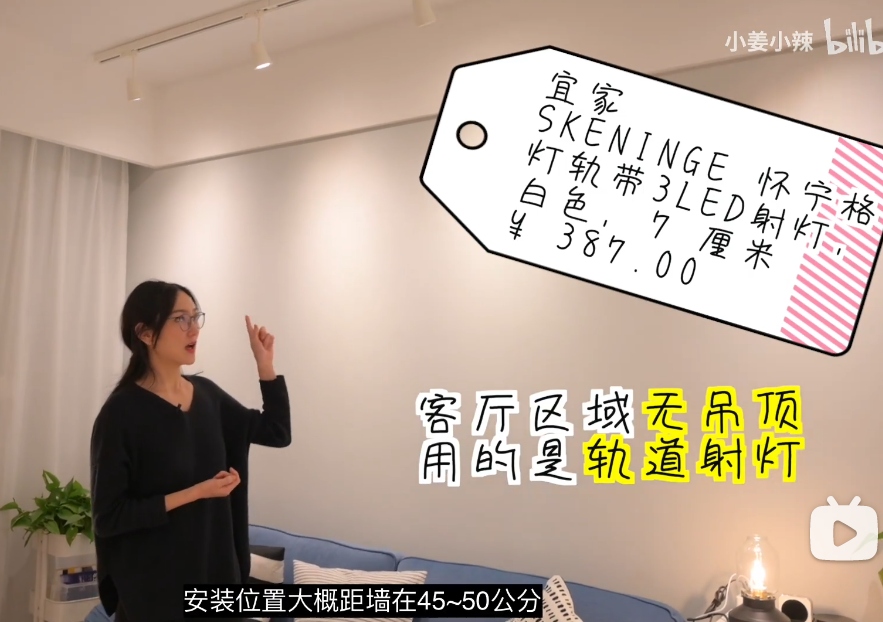 小姜小辣 bilib
宜家
SKENINGE 怀宁格
灯轨带3LED射灯,
白色, 7 厘米
¥ 387.00
客厅区域无吊顶
用的是轨道射灯
安装位置大概距墙在45~50公分